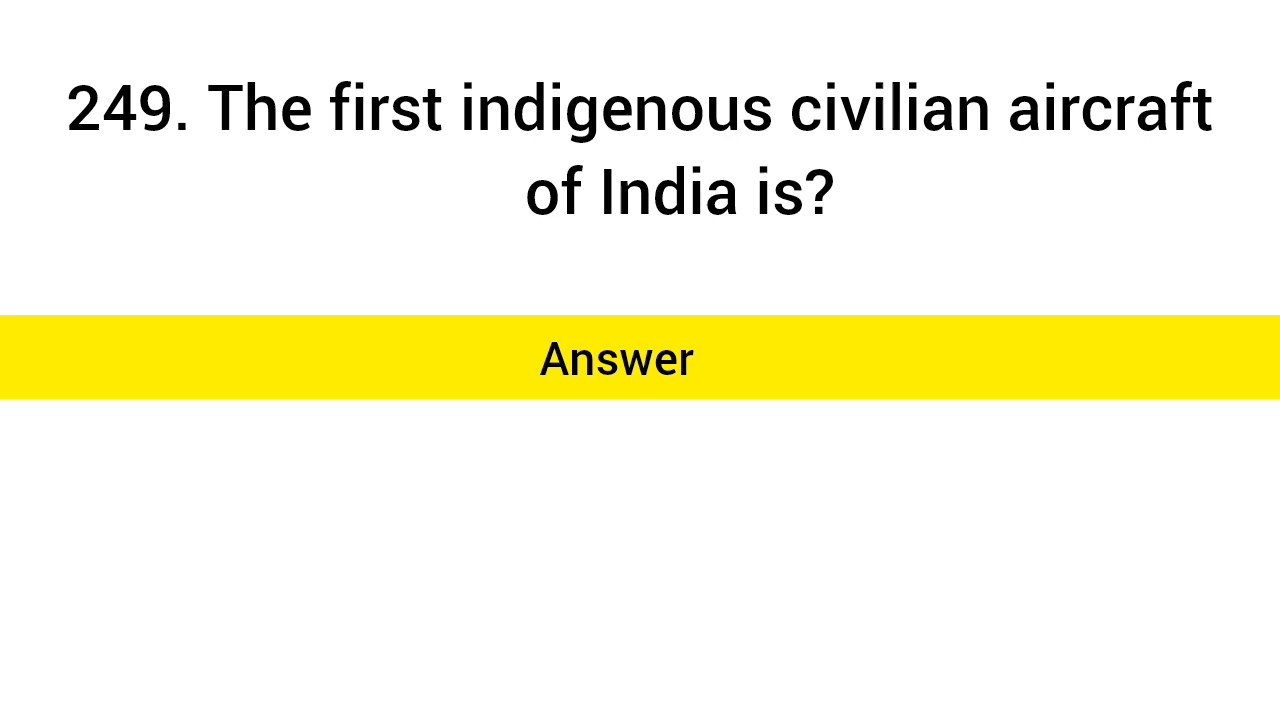 249. The first indigenous civilian aircraft
of India is?
Answer